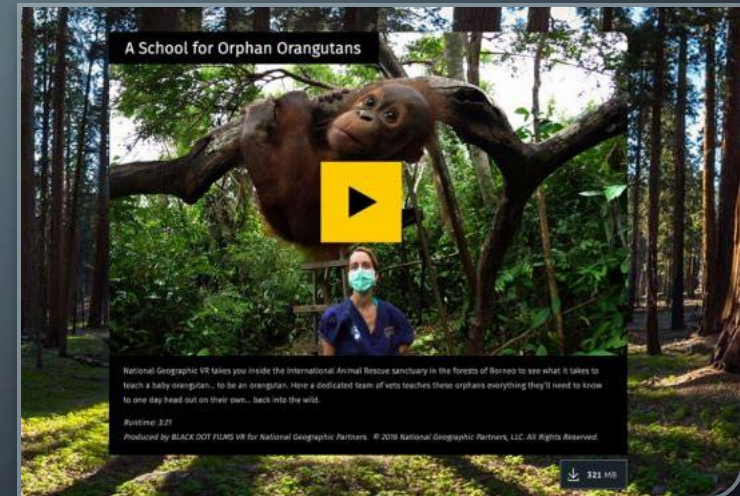 A School for Orphan Orangutans
National Geographic VR takes you inside the International Animal Rescue sanctuary in the forests of Borneo to see what it takes to
teach a baby orangutan... to be an orangutan. Here a dedicated team of vets teaches these orphans everything they'll need to know
to one day head out on their own... back into the wild.
Runtime: 3:21
Produced by BLACK DOT FILMS VR for National Geographic Partners. © 2016 National Geographic Partners, LLC. All Rights Reserved.
321 MB